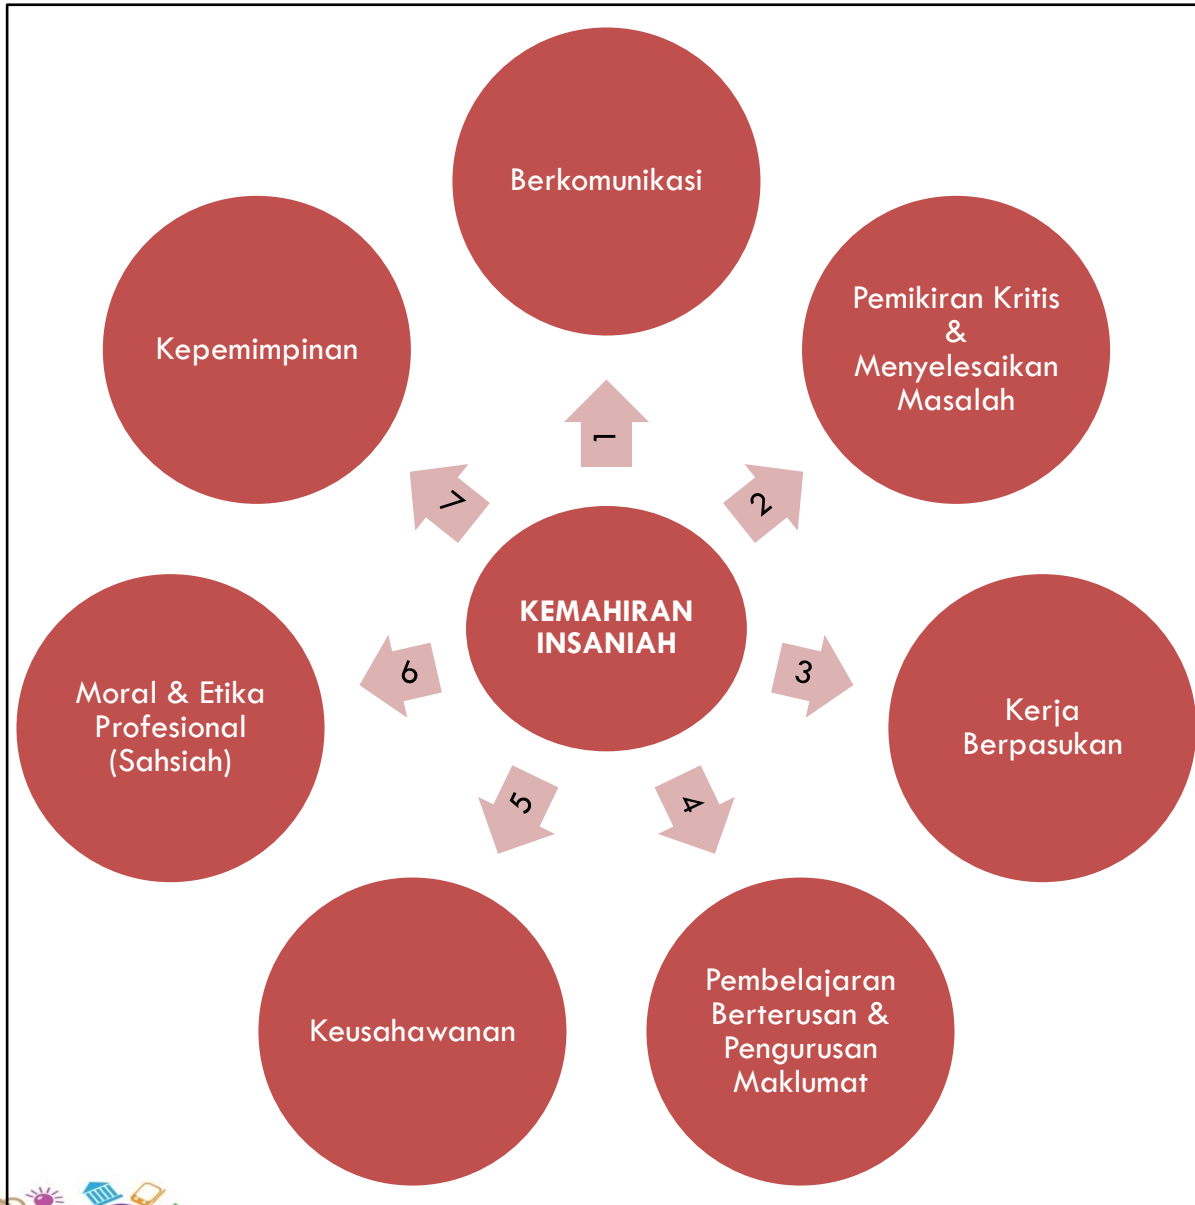 KEMAHIRAN
INSANIAH
1
Berkomunikasi
2
Pemikiran Kritis
&
Menyelesaikan
Masalah
3
Kerja
Berpasukan
4
Pembelajaran
Berterusan &
Pengurusan
Maklumat
5
Keusahawanan
6
Moral & Etika
Profesional
(Sahsiah)
7
Kepemimpinan